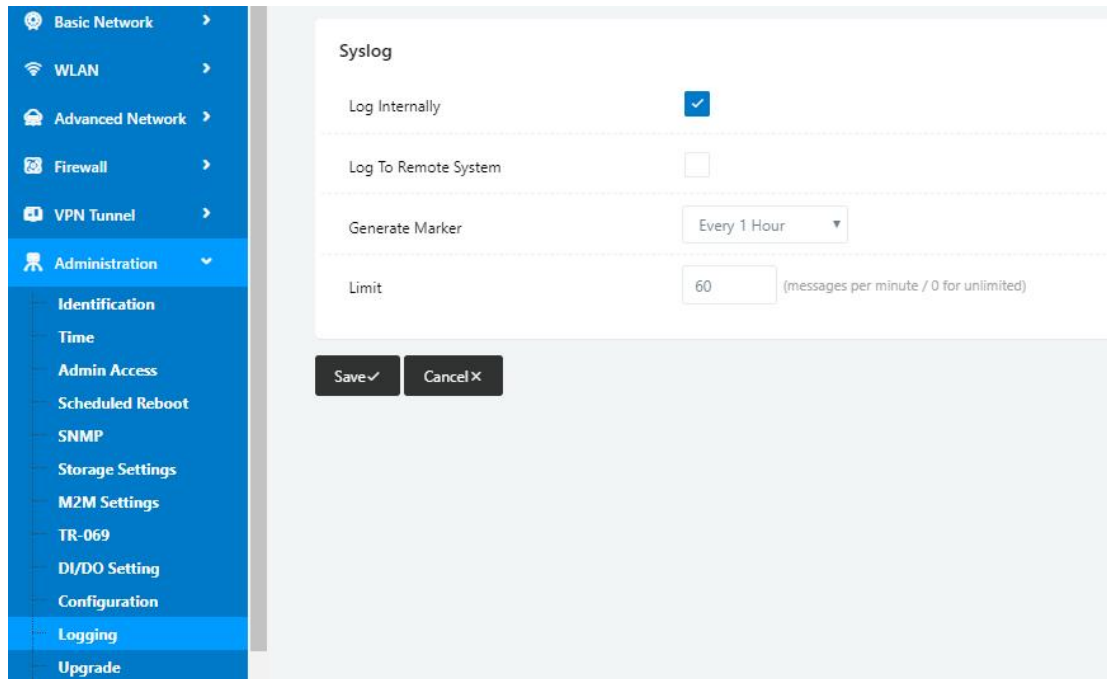 Basic Network
WLAN
Advanced Network
Firewall
VPN Tunnel
Administration
Identification
Time
Admin Access
Scheduled Reboot
SNMP
Storage Settings
M2M Settings
TR-069
DI/DO Setting
Configuration
Logging
Upgrade
Syslog
Log Internally
Log To Remote System
Generate Marker Every 1 Hour
Limit 60 (messages per minute / 0 for unlimited)
Save Cancel